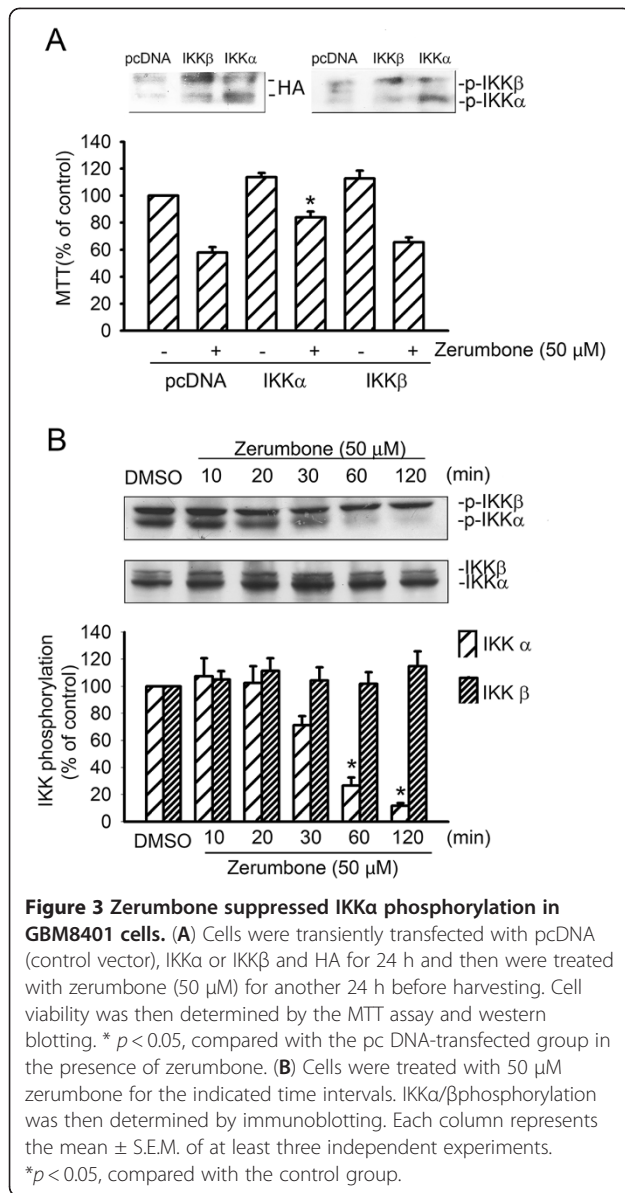 A
pcDNA IKKβ IKKα
HA
pcDNA IKKβ IKKα
-p-IKKβ
-p-IKKα
140
120
100
80
60
40
20
0
MTT(% of control)
*
- + - + - + Zerumbone (50 µM)
pcDNA IKKα IKKβ
B
Zerumbone (50 µM)
DMSO 10 20 30 60 120 (min)
-p-IKKβ
-p-IKKα
-IKKβ
-IKKα
140
120
100
80
60
40
20
0
IKK phosphorylation
(% of control)
* *
IKK α
IKK β
DMSO 10 20 30 60 120 (min)
Zerumbone (50 µM)
Figure 3 Zerumbone suppressed IKKα phosphorylation in
GBM8401 cells. (A) Cells were transiently transfected with pcDNA
(control vector), IKKα or IKKβ and HA for 24 h and then were treated
with zerumbone (50 µM) for another 24 h before harvesting. Cell
viability was then determined by the MTT assay and western
blotting. * p < 0.05, compared with the pc DNA-transfected group in
the presence of zerumbone. (B) Cells were treated with 50 µM
zerumbone for the indicated time intervals. IKKα/βphosphorylation
was then determined by immunoblotting. Each column represents
the mean ± S.E.M. of at least three independent experiments.
*p < 0.05, compared with the control group.